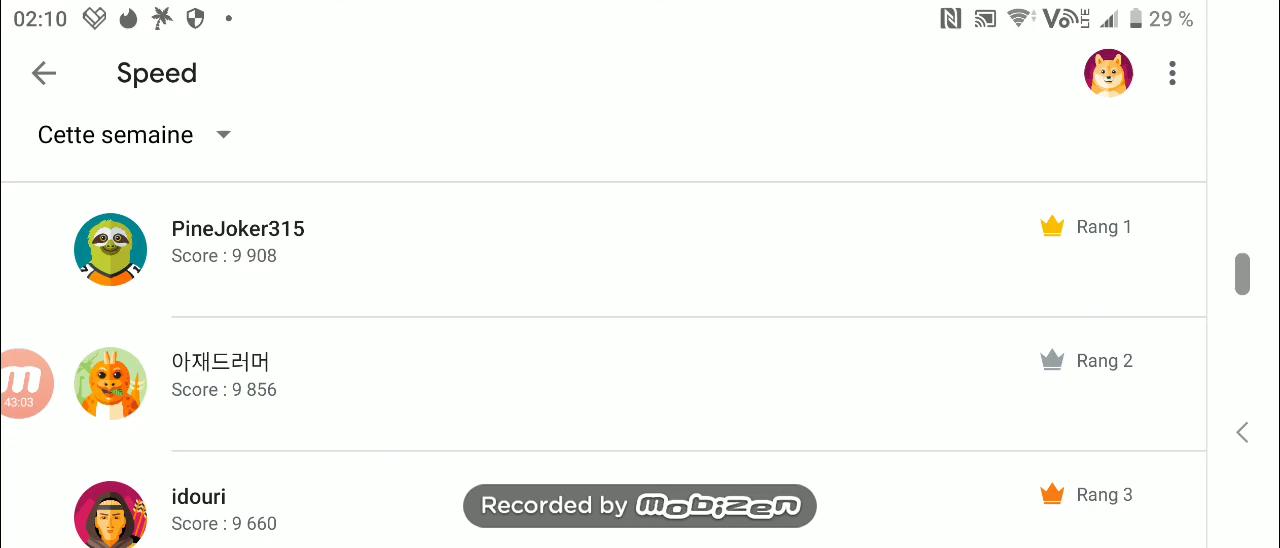 02:10
LTE
29 %
Speed
Cette semaine
PineJoker315
Rang 1
Score : 9 908
아재드러머
Rang 2
Score : 9 856
m
43:03
idouri
Rang 3
Score : 9 660
Recorded by mobizen